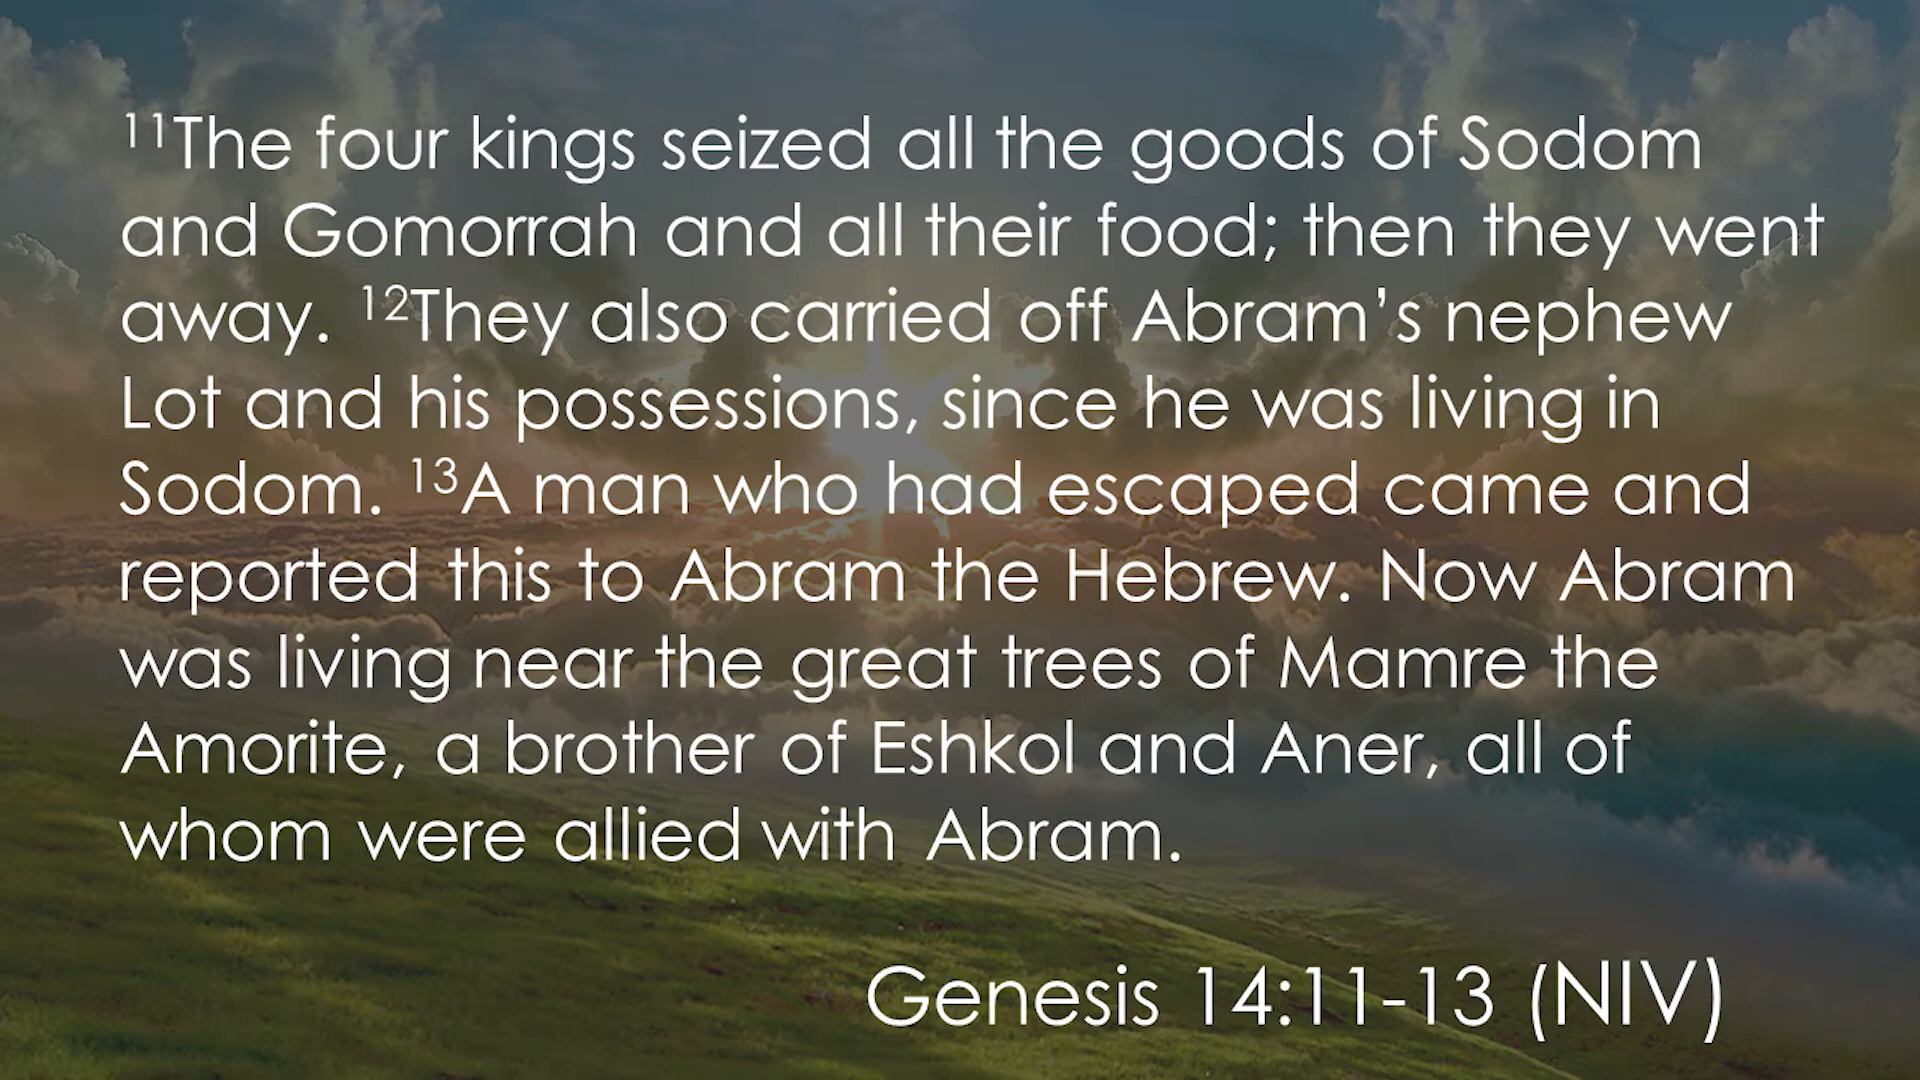 ¹¹The four kings seized all the goods of Sodom
and Gomorrah and all their food; then they went
away. ¹²They also carried off Abram’s nephew
Lot and his possessions, since he was living in
Sodom. ¹³A man who had escaped came and
reported this to Abram the Hebrew. Now Abram
was living near the great trees of Mamre the
Amorite, a brother of Eshkol and Aner, all of
whom were allied with Abram.
Genesis 14:11-13 (NIV)